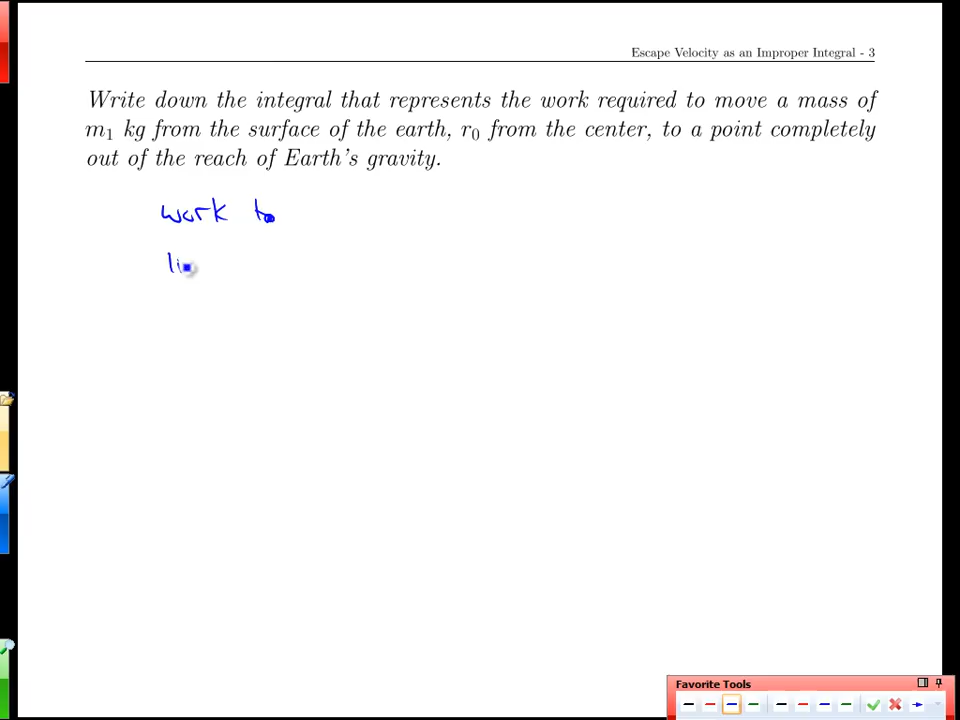 Escape Velocity as an Improper Integral - 3
Write down the integral that represents the work required to move a mass of
m₁ kg from the surface of the earth, r₀ from the center, to a point completely
out of the reach of Earth's gravity.
work to
li
Favorite Tools